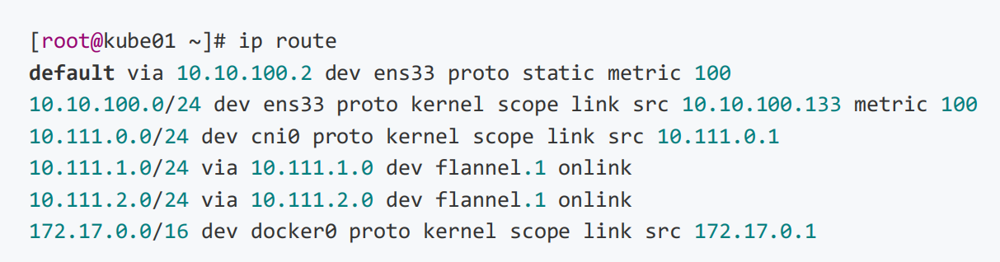 [root@kube01 ~]# ip route
default via 10.10.100.2 dev ens33 proto static metric 100
10.10.100.0/24 dev ens33 proto kernel scope link src 10.10.100.133 metric 100
10.111.0.0/24 dev cni0 proto kernel scope link src 10.111.0.1
10.111.1.0/24 via 10.111.1.0 dev flannel.1 onlink
10.111.2.0/24 via 10.111.2.0 dev flannel.1 onlink
172.17.0.0/16 dev docker0 proto kernel scope link src 172.17.0.1